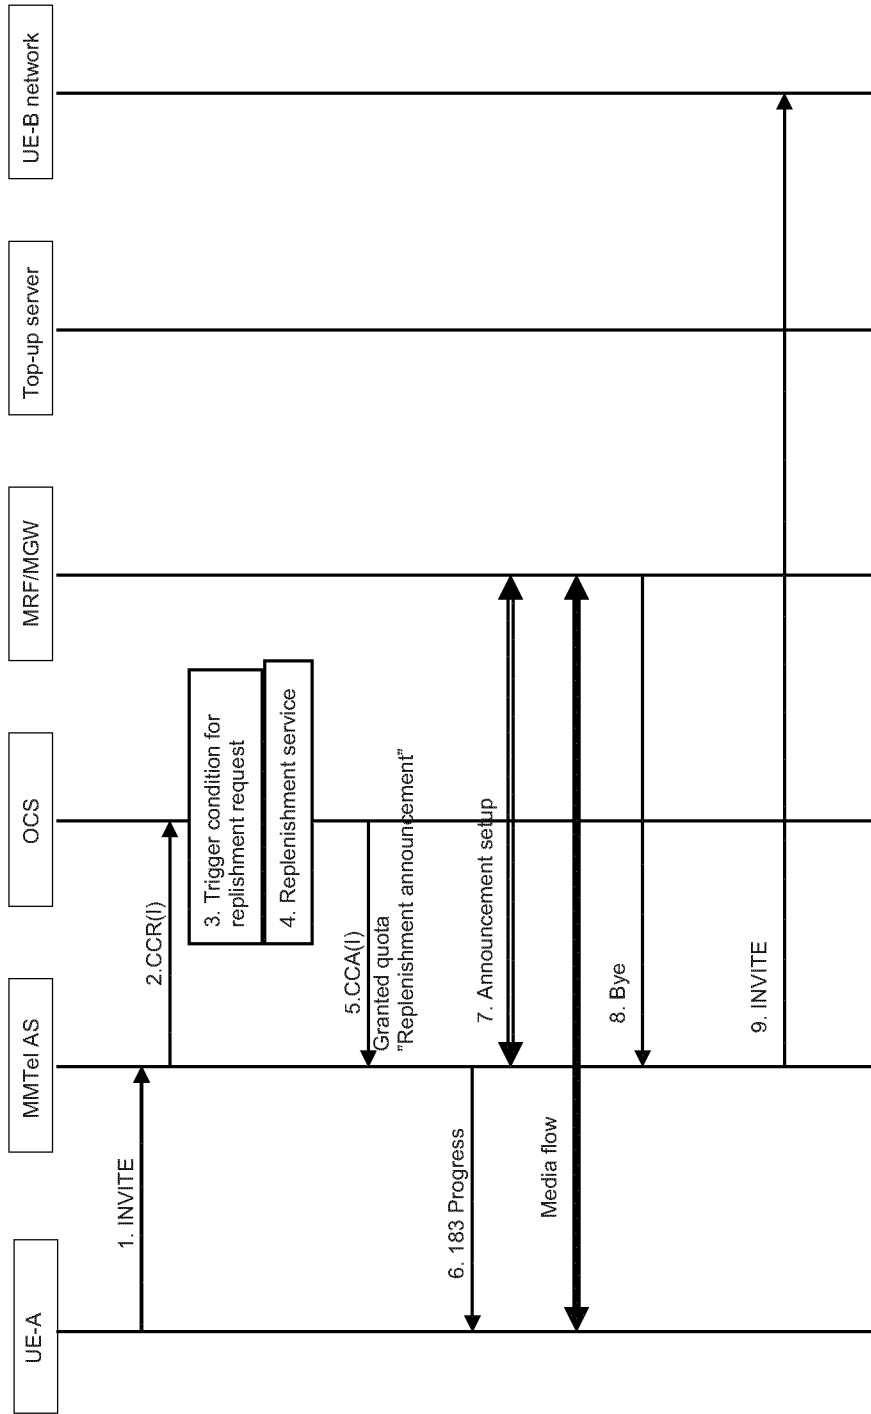 UE-A
MMTel AS
OCS
MRF/MGW
Top-up server
UE-B network
1. INVITE
2.CCR(I)
3. Trigger condition for
replishment request
4. Replenishment service
5.CCA(I)
Granted quota
"Replenishment announcement"
6. 183 Progress
7. Announcement setup
Media flow
8. Bye
9. INVITE